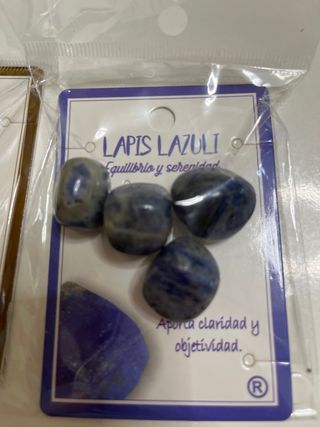 LAPIS LAZULI
Equilibrio y serenidad
Aporta claridad y
objetividad.
®